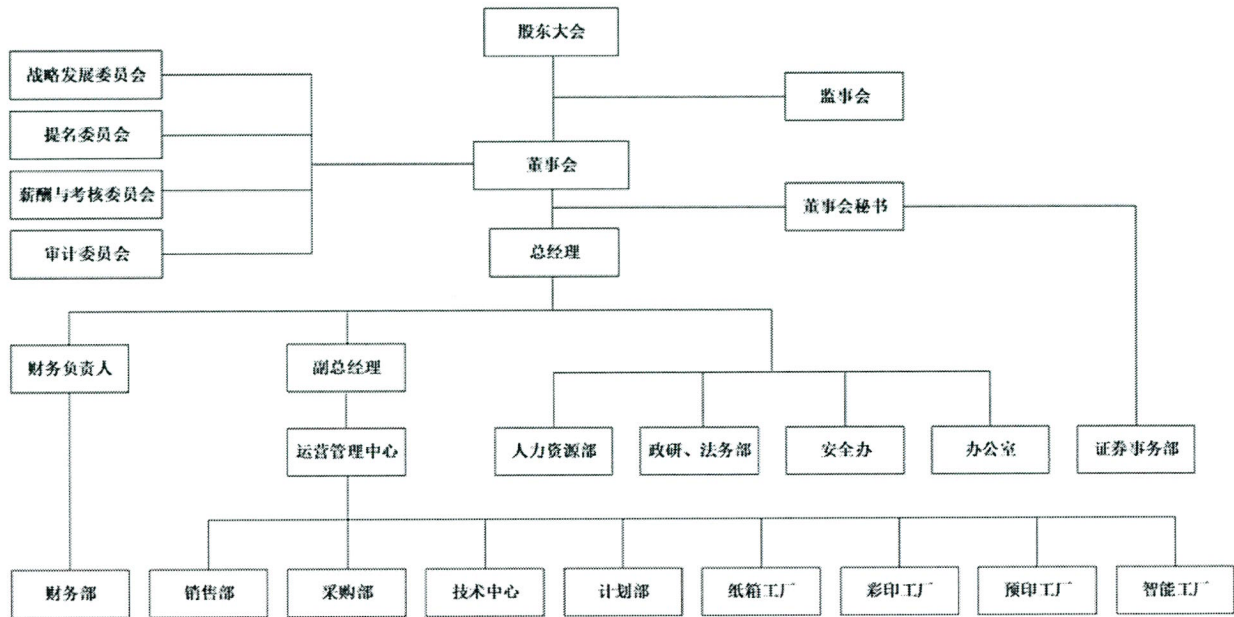 股东大会
战略发展委员会
监事会
提名委员会
董事会
薪酬与考核委员会
董事会秘书
审计委员会
总经理
财务负责人
副总经理
运营管理中心
人力资源部
政研、法务部
安全办
办公室
证券事务部
财务部
销售部
采购部
技术中心
计划部
纸箱工厂
彩印工厂
预印工厂
智能工厂